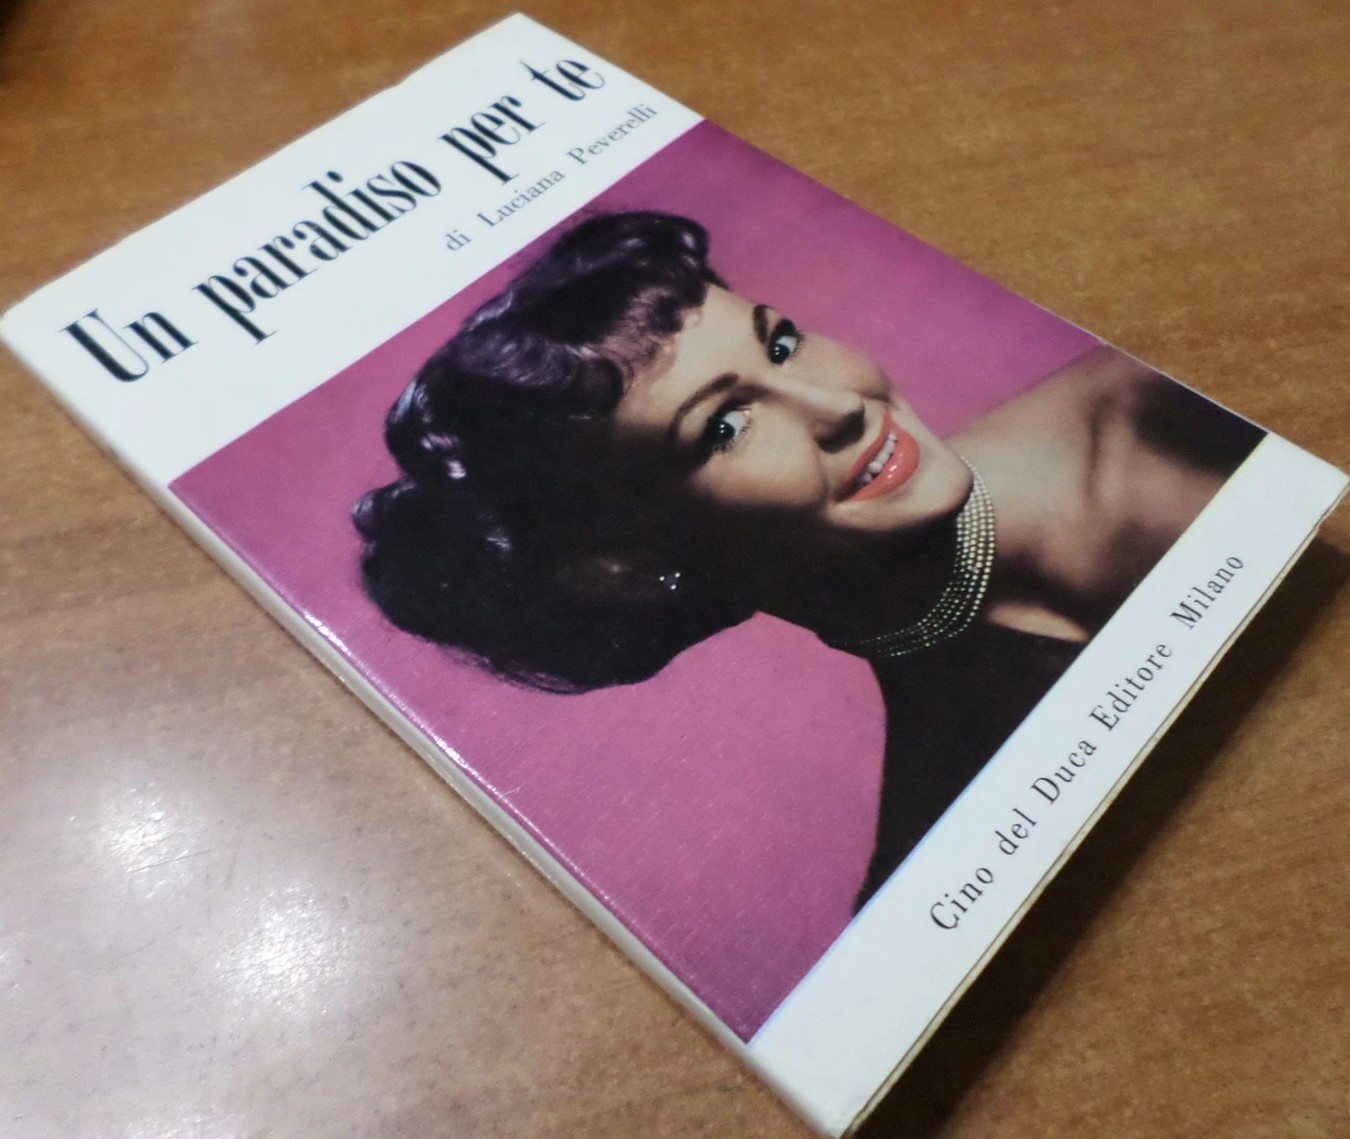 Un paradiso per te
di Luciana Peverelli
Cino del Duca Editore Milano